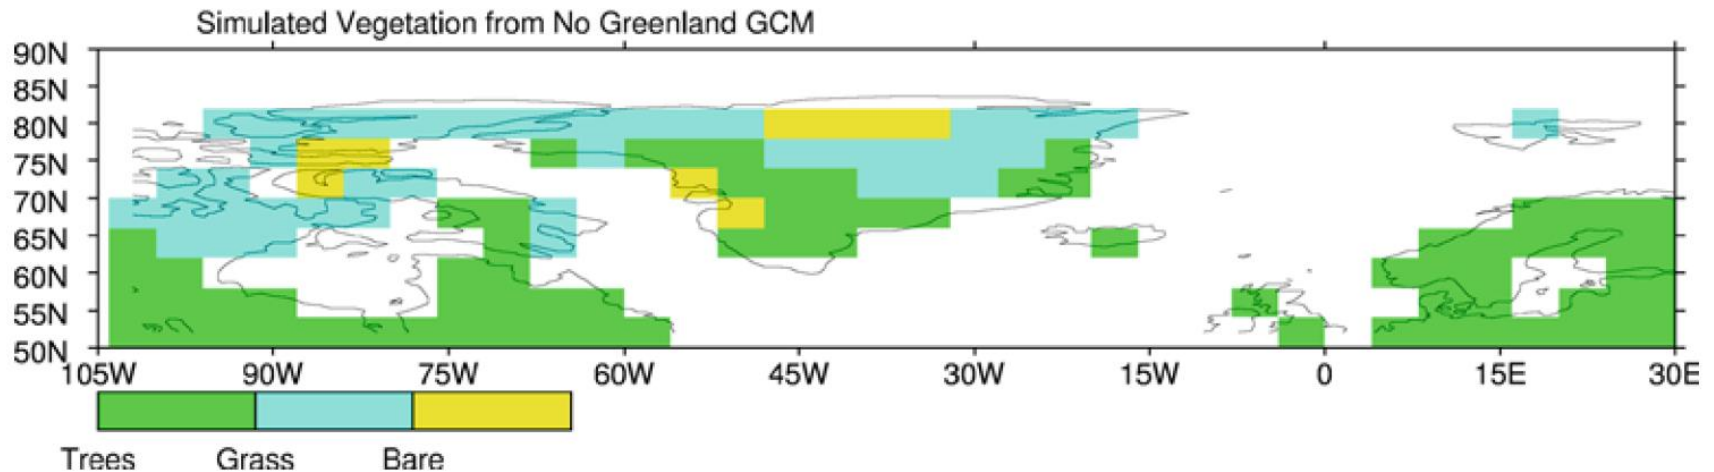 Simulated Vegetation from No Greenland GCM
90N
85N
80N
75N
70N
65N
60N
55N
50N
105W 90W 75W 60W 45W 30W 15W 0 15E 30E
Trees Grass Bare